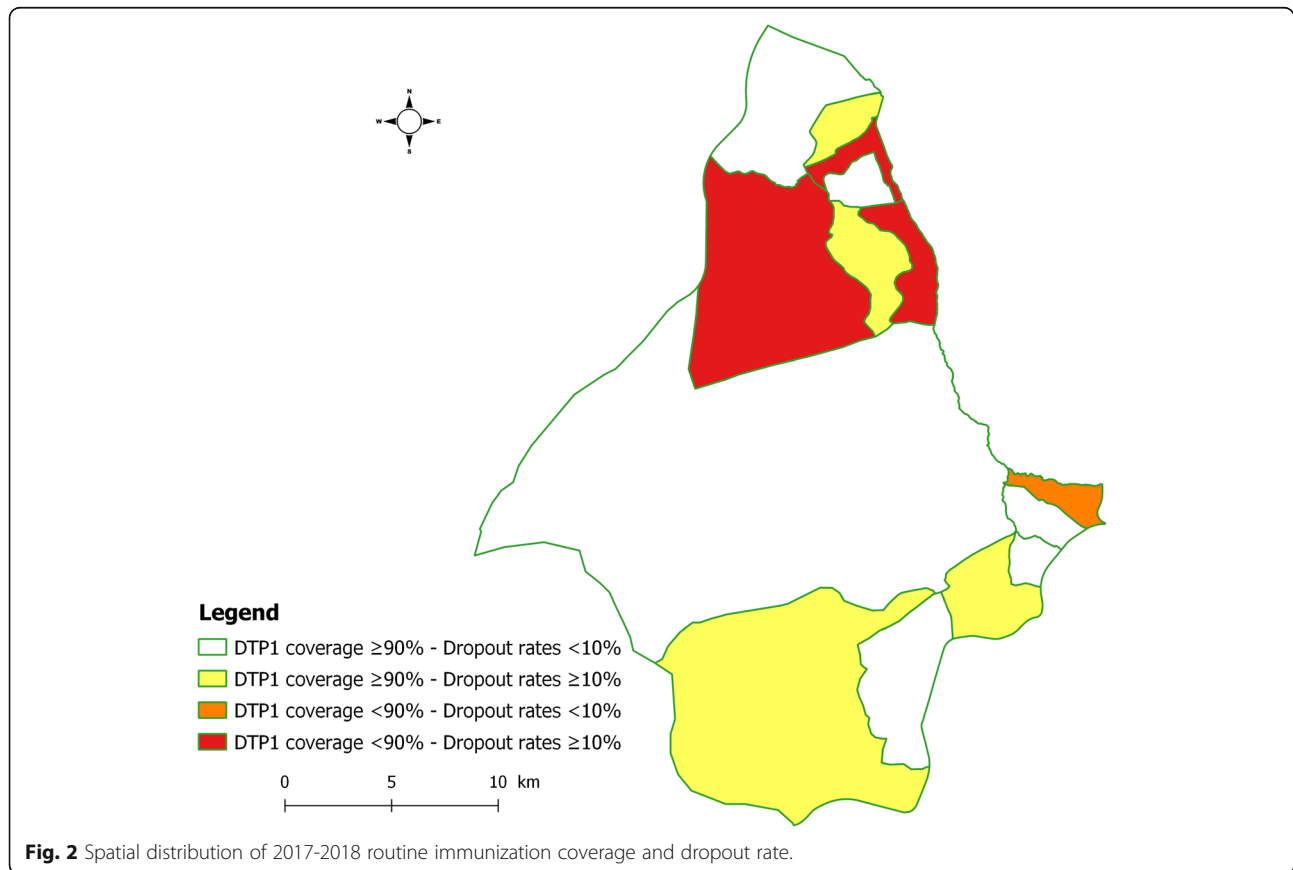 N
W E
S
Legend
DTP1 coverage ≥90% - Dropout rates <10%
DTP1 coverage ≥90% - Dropout rates ≥10%
DTP1 coverage <90% - Dropout rates <10%
DTP1 coverage <90% - Dropout rates ≥10%
0 5 10 km
Fig. 2 Spatial distribution of 2017-2018 routine immunization coverage and dropout rate.